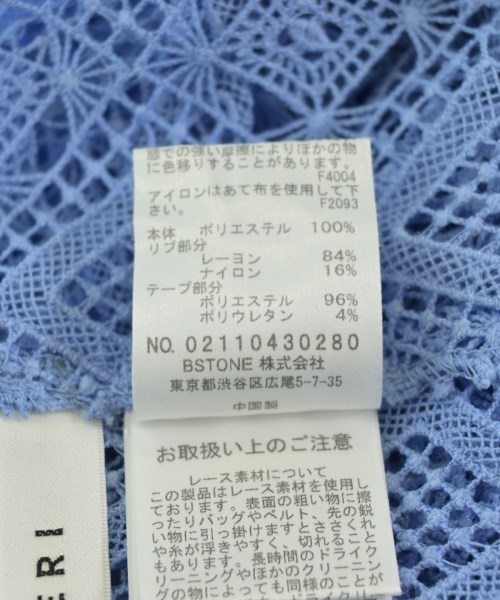 態での強い摩擦によりほかの物
に色移りすることがあります。
F4004
アイロンはあて布を使用して下
さい。 F2093
本体 ポリエステル 100%
リブ部分
レーヨン 84%
ナイロン 16%
テープ部分
ポリエステル 96%
ポリウレタン 4%
NO. 02110430280
BSTONE 株式会社
東京都渋谷区広尾5-7-35
中国製
お取扱い上のご注意
レース素材について
この製品はレース素材を使用し
ております。表面の粗い物に擦
ったりバッグやベルト、先の鋭
い物に引っ掛けますとささくれ
や糸が浮きやすく、切れること
もあります。長時間のドライク
リーニングやほかのクリーニン
グの物によっても同様のことが
ERI